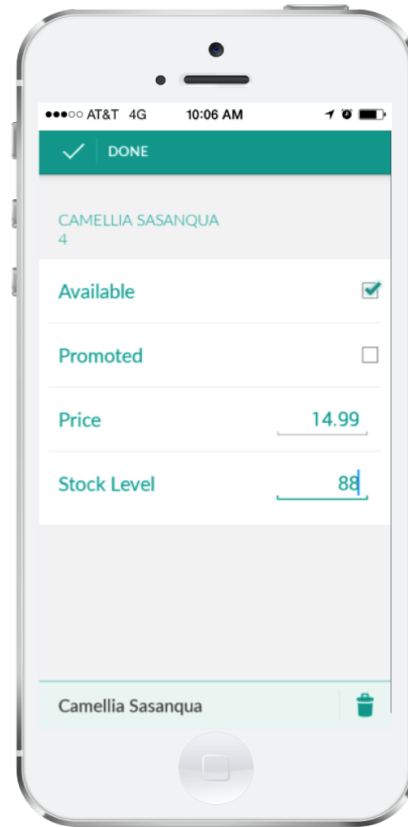 AT&T 4G 10:06 AM
DONE
CAMELLIA SASANQUA
4
Available
Promoted
Price 14.99
Stock Level 88
Camellia Sasanqua